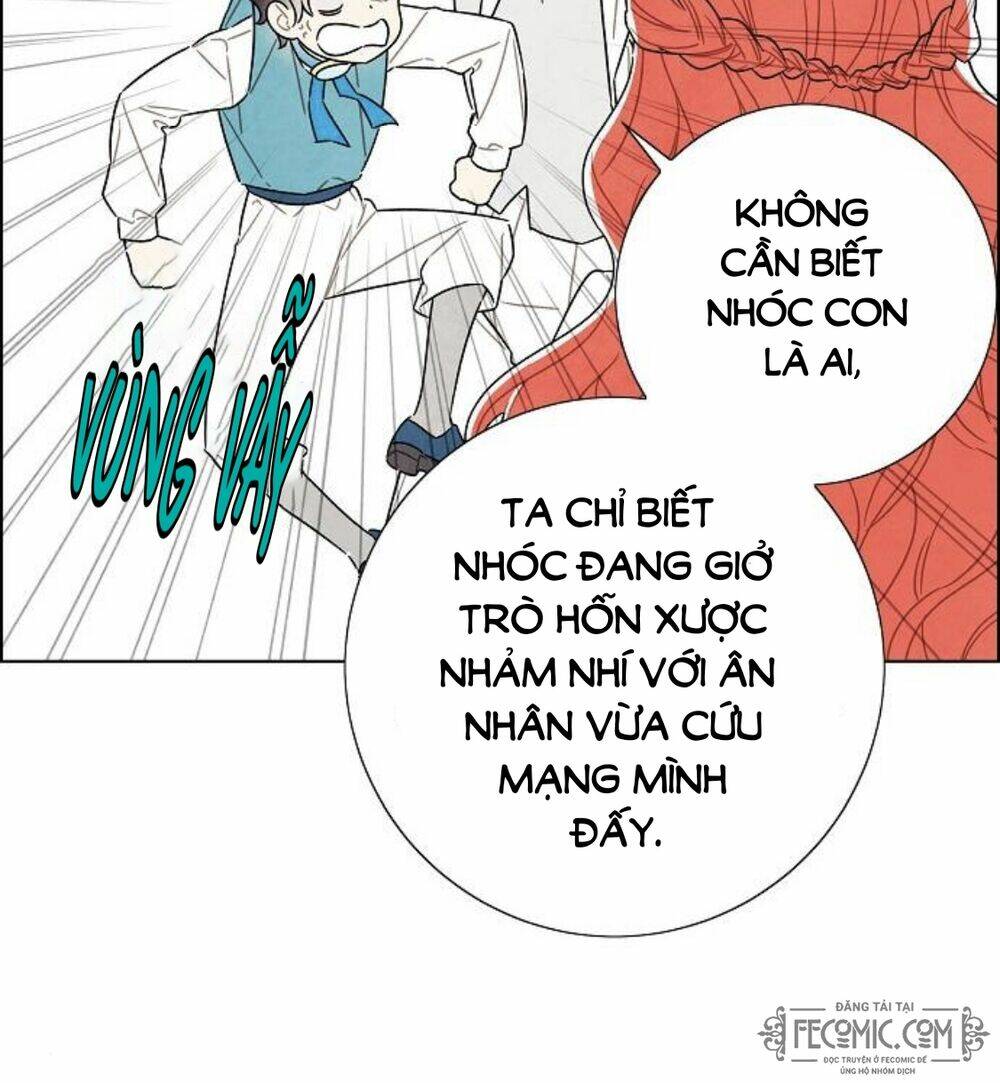 KHÔNG
CẦN BIẾT
NHÓC CON
LÀ AI,
VÙNG VẪY
TA CHỈ BIẾT
NHÓC ĐANG GIỞ
TRÒ HỖN XƯỢC
NHẢM NHÍ VỚI ÂN
NHÂN VỪA CỨU
MẠNG MÌNH
ĐẤY.
ĐĂNG TẢI TẠI
FECOMIC.COM
ĐỌC TRUYỆN Ở FECOMIC ĐỂ
ỦNG HỘ NHÓM DỊCH